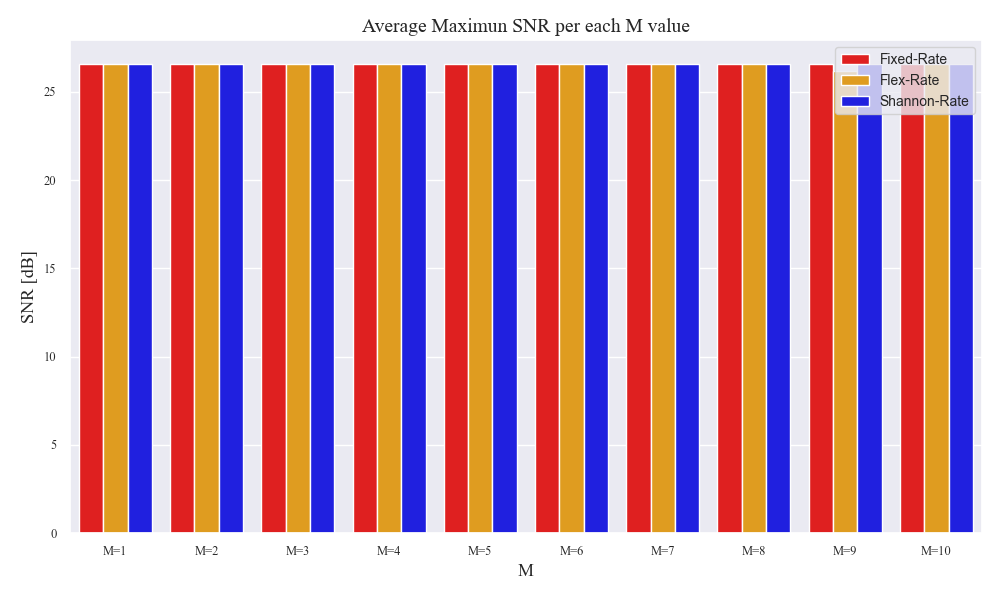 Average Maximun SNR per each M value
Fixed-Rate
Flex-Rate
Shannon-Rate
SNR [dB]
25
20
15
10
5
0
M=1 M=2 M=3 M=4 M=5 M=6 M=7 M=8 M=9 M=10
M